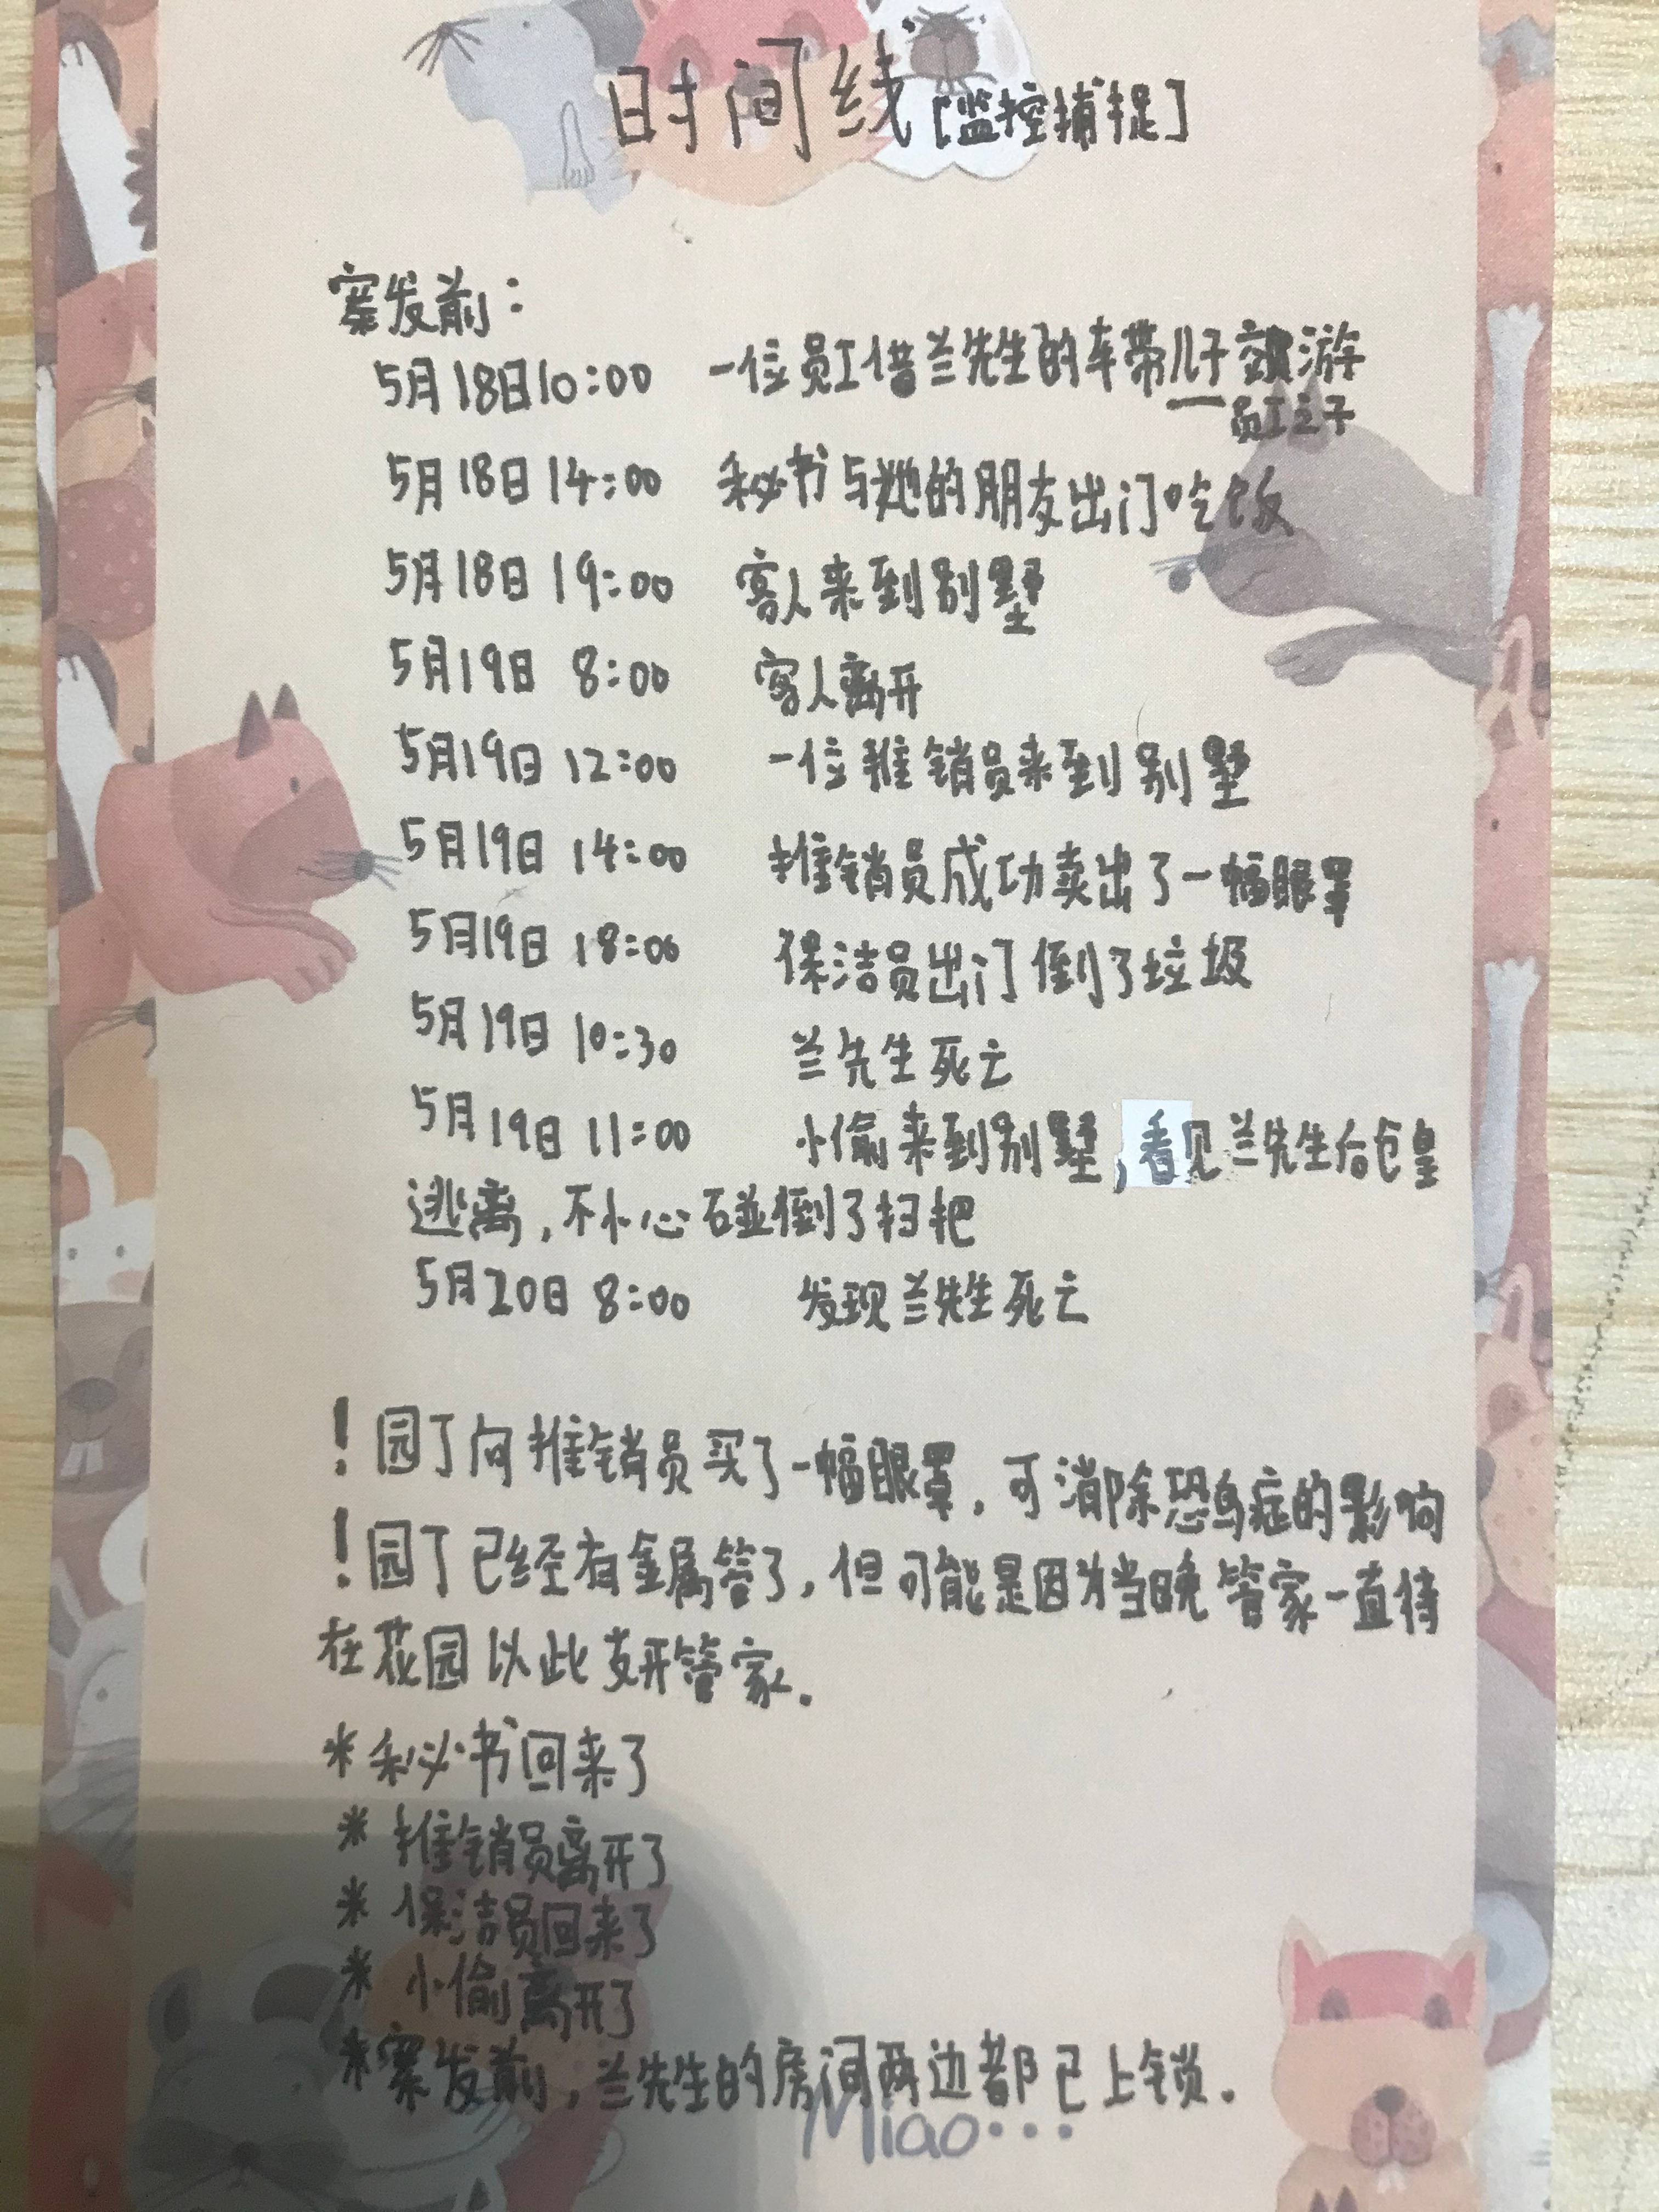 时间线[监控捕捉]
案发前：
5月18日10:00 一位员工借兰先生的车带儿子郊游
一员工之子
5月18日14:00 秘书与她的朋友出门吃饭
5月18日19:00 客人来到别墅
5月19日 8:00 客人离开
5月19日 12:00 一位推销员来到别墅
5月19日 14:00 推销员成功卖出了一幅眼罩
5月19日 18:00 保洁员出门倒了垃圾
5月19日 10:30 兰先生死亡
5月19日 11:00 小偷来到别墅，看见兰先生后仓皇
逃离，不小心碰倒了扫把
5月20日 8:00 发现兰先生死亡
！园丁向推销员买了一幅眼罩，可消除恐鸟症的影响
！园丁已经有金属管了，但可能是因为当晚管家一直待
在花园以此支开管家.
*秘书回来了
*推销员离开了
*保洁员回来了
*小偷离开了
*案发前，兰先生的房间两边都已上锁.
Miao...